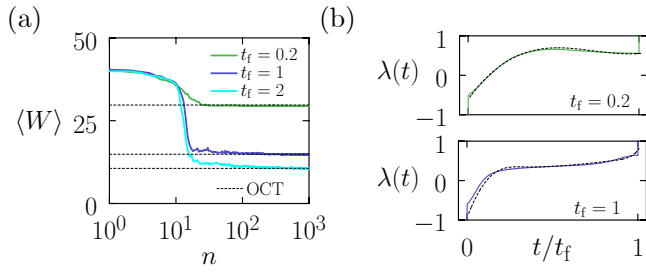 (a)
50
25
0
⟨W⟩
t_f = 0.2
t_f = 1
t_f = 2
OCT
10^0 10^1 10^2 10^3
n
(b)
1
0
−1
λ(t)
t_f = 0.2
1
0
−1
λ(t)
t_f = 1
0 1
t/t_f